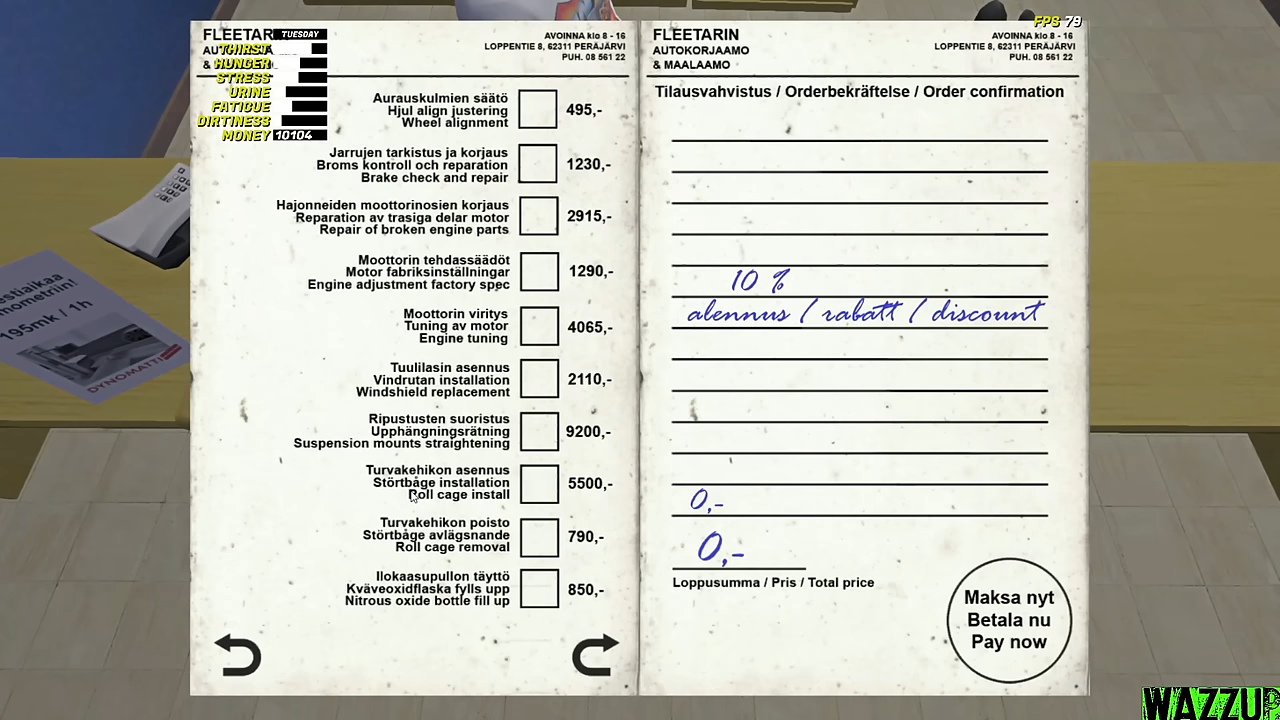 FPS 79
TUESDAY
THIRST
HUNGER
STRESS
URINE
FATIGUE
DIRTINESS
MONEY 10104
FLEETAR
AU
&
AVOINNA klo 8 - 16
LOPPENTIE 8, 62311 PERÄJÄRVI
PUH. 08 561 22
Aurauskulmien säätö
Hjul align justering
Wheel alignment
495,-
Jarrujen tarkistus ja korjaus
Broms kontroll och reparation
Brake check and repair
1230,-
Hajonneiden moottorinosien korjaus
Reparation av trasiga delar motor
Repair of broken engine parts
2915,-
Moottorin tehdassäädöt
Motor fabriksinställningar
Engine adjustment factory spec
1290,-
Moottorin viritys
Tuning av motor
Engine tuning
4065,-
Tuulilasin asennus
Vindrutan installation
Windshield replacement
2110,-
Ripustusten suoristus
Upphängningsrätning
Suspension mounts straightening
9200,-
Turvakehikon asennus
Störtbåge installation
Roll cage install
5500,-
Turvakehikon poisto
Störtbåge avlägsnande
Roll cage removal
790,-
Ilokaasupullon täyttö
Kväveoxidflaska fylls upp
Nitrous oxide bottle fill up
850,-
FLEETARIN
AUTOKORJAAMO
& MAALAAMO
AVOINNA klo 8 - 16
LOPPENTIE 8, 62311 PERÄJÄRVI
PUH. 08 561 22
Tilausvahvistus / Orderbekräftelse / Order confirmation
10 %
alennus / rabatt / discount
0,-
0,-
Loppusumma / Pris / Total price
Maksa nyt
Betala nu
Pay now
195mk / 1h
DYNOMATTI
WAZZUP